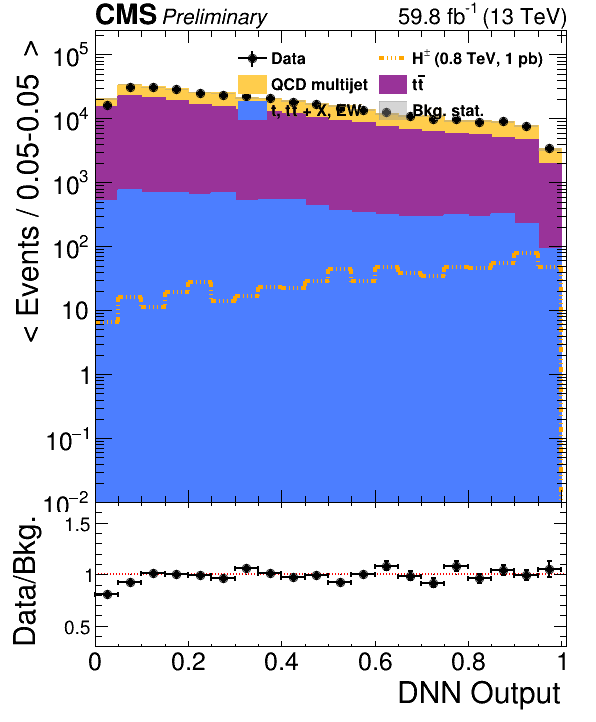 CMS Preliminary 59.8 fb⁻¹ (13 TeV)
< Events / 0.05-0.05 >
10⁵
10⁴
10³
10²
10
1
10⁻¹
10⁻²
Data
H± (0.8 TeV, 1 pb)
QCD multijet
tt̅
t, tt̅ + X, EW
Bkg. stat.
Data/Bkg.
1.5
1
0.5
0 0.2 0.4 0.6 0.8 1
DNN Output